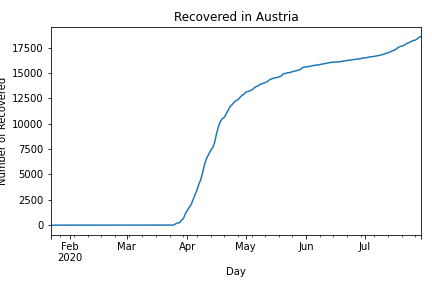 Recovered in Austria
Number of Recovered
17500
15000
12500
10000
7500
5000
2500
0
Feb
2020
Mar
Apr
May
Jun
Jul
Day